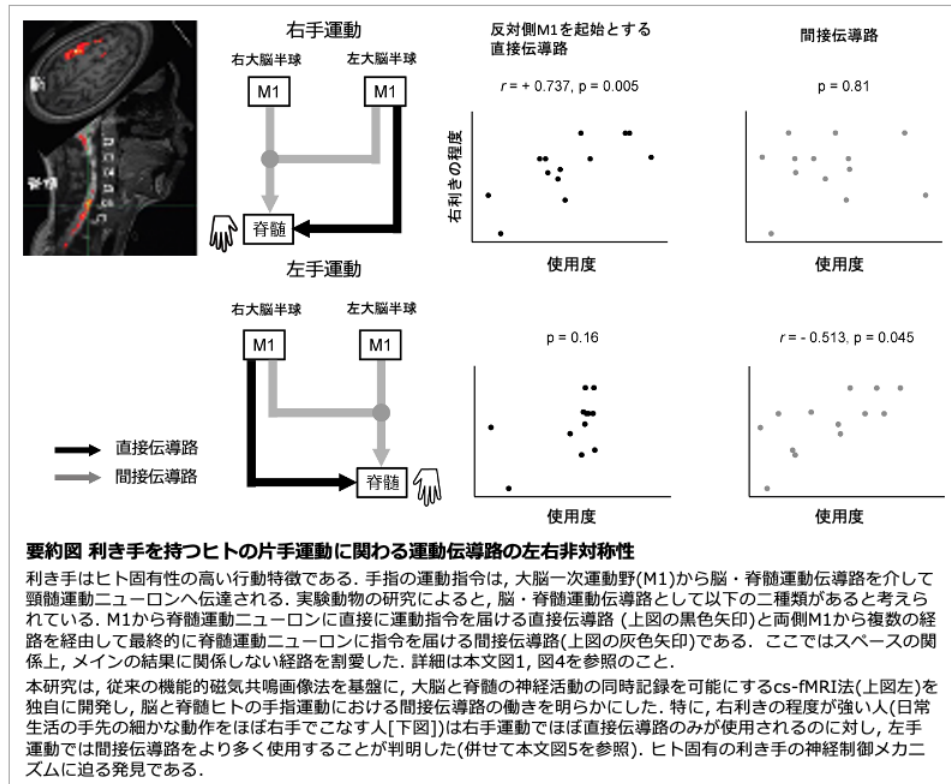 右手運動
右大脳半球 左大脳半球
M1 M1
脊髄
反対側M1を起始とする
直接伝導路
r = + 0.737, p = 0.005
右利きの程度
使用度
間接伝導路
p = 0.81
使用度
左手運動
右大脳半球 左大脳半球
M1 M1
脊髄
直接伝導路
間接伝導路
p = 0.16
使用度
r = - 0.513, p = 0.045
使用度
要約図 利き手を持つヒトの片手運動に関わる運動伝導路の左右非対称性
利き手はヒト固有性の高い行動特徴である. 手指の運動指令は, 大脳一次運動野(M1)から脳・脊髄運動伝導路を介して
頸髄運動ニューロンへ伝達される. 実験動物の研究によると, 脳・脊髄運動伝導路として以下の二種類があると考えら
れている. M1から脊髄運動ニューロンに直接に運動指令を届ける直接伝導路 (上図の黒色矢印)と両側M1から複数の経
路を経由して最終的に脊髄運動ニューロンに指令を届ける間接伝導路(上図の灰色矢印)である. ここではスペースの関
係上, メインの結果に関係しない経路を割愛した. 詳細は本文図1, 図4を参照のこと.
本研究は, 従来の機能的磁気共鳴画像法を基盤に, 大脳と脊髄の神経活動の同時記録を可能にするcs-fMRI法(上図左)を
独自に開発し, 脳と脊髄ヒトの手指運動における間接伝導路の働きを明らかにした. 特に, 右利きの程度が強い人(日常
生活の手先の細かな動作をほぼ右手でこなす人[下図])は右手運動でほぼ直接伝導路のみが使用されるのに対し, 左手
運動では間接伝導路をより多く使用することが判明した(併せて本文図5を参照). ヒト固有の利き手の神経制御メカニ
ズムに迫る発見である.